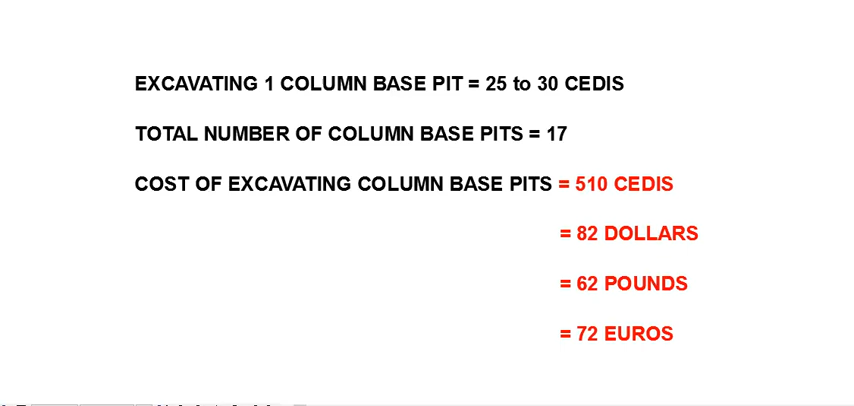 EXCAVATING 1 COLUMN BASE PIT = 25 to 30 CEDIS
TOTAL NUMBER OF COLUMN BASE PITS = 17
COST OF EXCAVATING COLUMN BASE PITS = 510 CEDIS
= 82 DOLLARS
= 62 POUNDS
= 72 EUROS